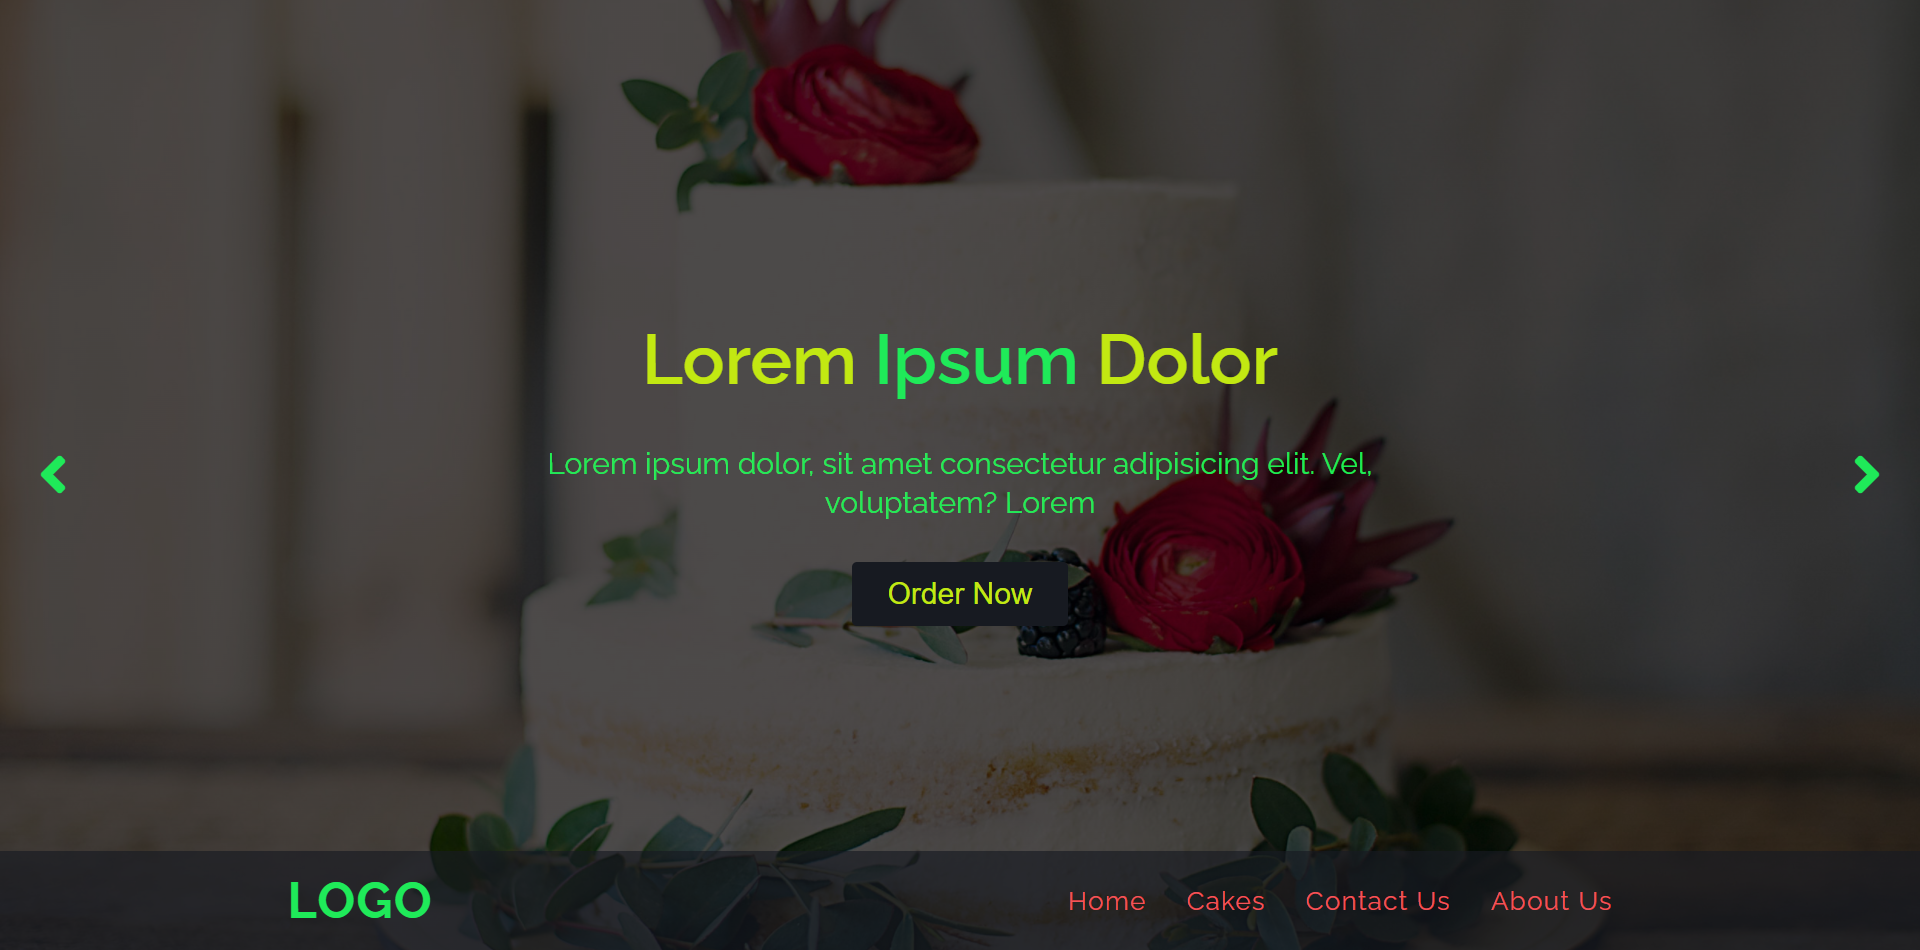 Lorem Ipsum Dolor
Lorem ipsum dolor, sit amet consectetur adipisicing elit. Vel,
voluptatem? Lorem
Order Now
LOGO Home Cakes Contact Us About Us